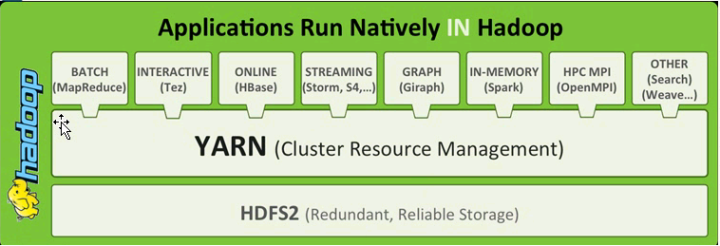 Applications Run Natively IN Hadoop
BATCH
(MapReduce)
INTERACTIVE
(Tez)
ONLINE
(HBase)
STREAMING
(Storm, S4,...)
GRAPH
(Giraph)
IN-MEMORY
(Spark)
HPC MPI
(OpenMPI)
OTHER
(Search)
(Weave...)
hadoop
YARN (Cluster Resource Management)
HDFS2 (Redundant, Reliable Storage)